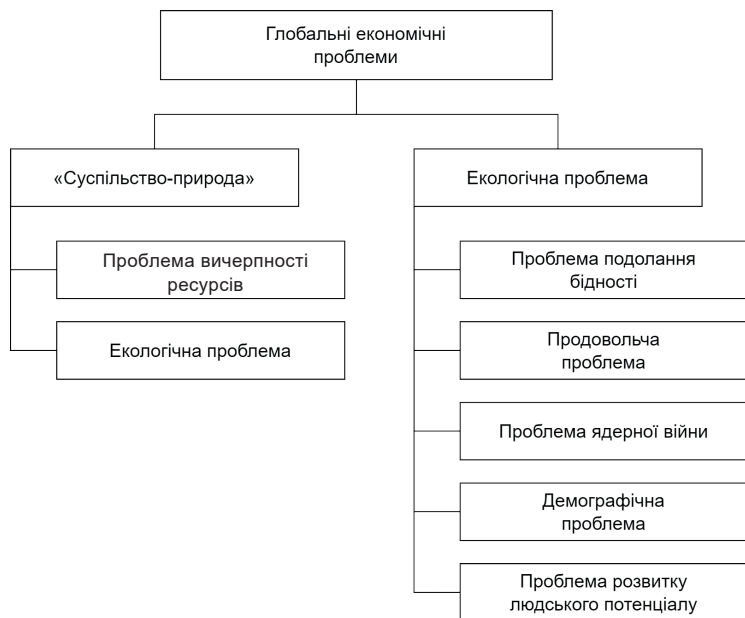 Глобальні економічні
проблеми
«Суспільство-природа»
Проблема вичерпності
ресурсів
Екологічна проблема
Екологічна проблема
Проблема подолання
бідності
Продовольча
проблема
Проблема ядерної війни
Демографічна
проблема
Проблема розвитку
людського потенціалу